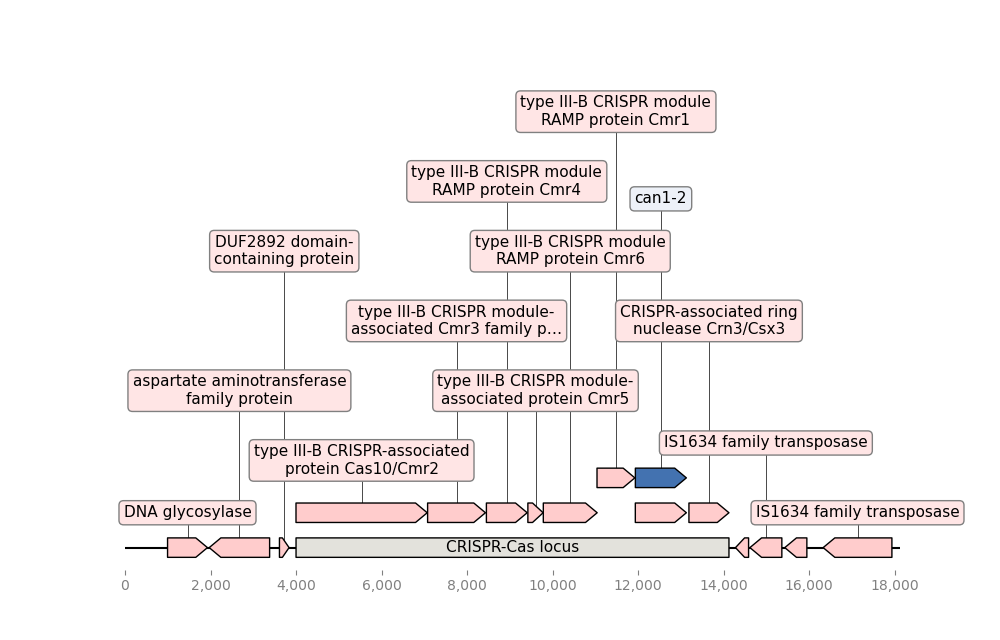 type III-B CRISPR module
RAMP protein Cmr1
type III-B CRISPR module
RAMP protein Cmr4
can1-2
DUF2892 domain-
containing protein
type III-B CRISPR module
RAMP protein Cmr6
type III-B CRISPR module-
associated Cmr3 family p…
CRISPR-associated ring
nuclease Crn3/Csx3
aspartate aminotransferase
family protein
type III-B CRISPR module-
associated protein Cmr5
type III-B CRISPR-associated
protein Cas10/Cmr2
IS1634 family transposase
DNA glycosylase
IS1634 family transposase
CRISPR-Cas locus
0 2,000 4,000 6,000 8,000 10,000 12,000 14,000 16,000 18,000